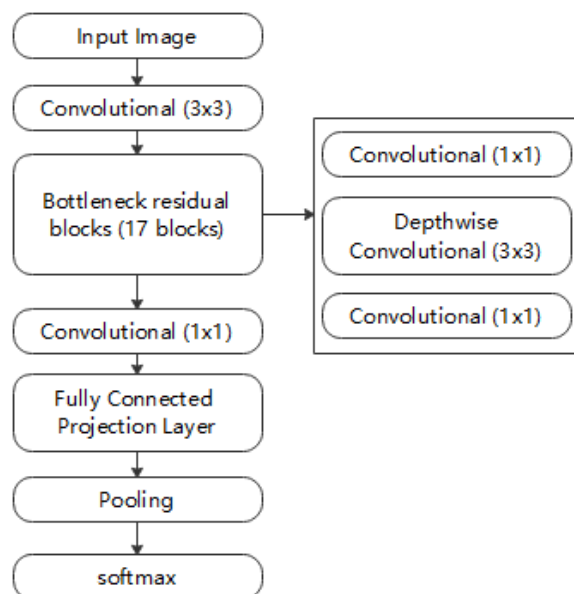 Input Image
Convolutional (3x3)
Bottleneck residual
blocks (17 blocks)
Convolutional (1x1)
Fully Connected
Projection Layer
Pooling
softmax
Convolutional (1x1)
Depthwise
Convolutional (3x3)
Convolutional (1x1)